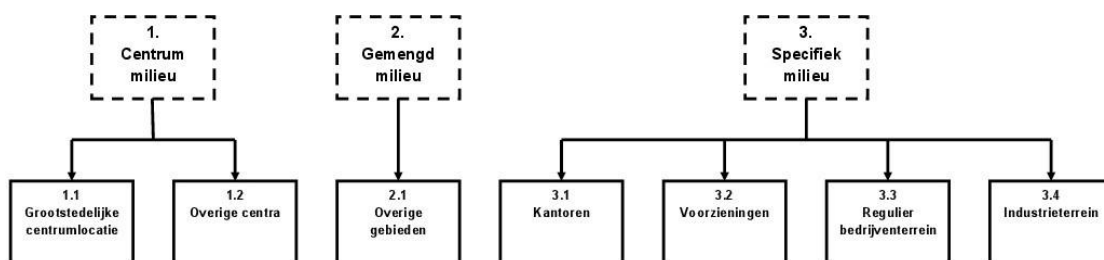 1.
Centrum
milieu
2.
Gemengd
milieu
3.
Specifiek
milieu
1.1
Grootstedelijke
centrumlocatie
1.2
Overige centra
2.1
Overige
gebieden
3.1
Kantoren
3.2
Voorzieningen
3.3
Regulier
bedrijventerrein
3.4
Industrieterrein